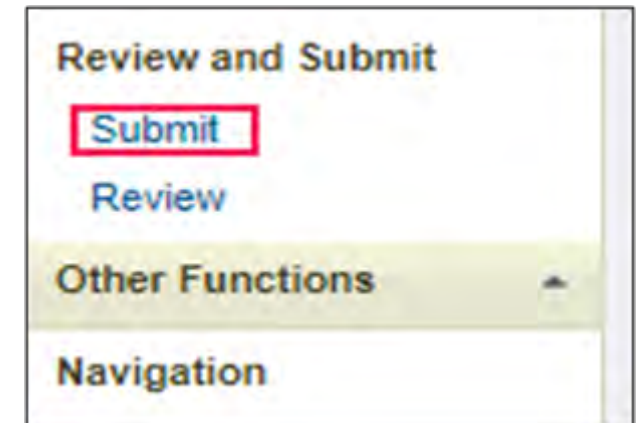 Review and Submit
Submit
Review
Other Functions
Navigation